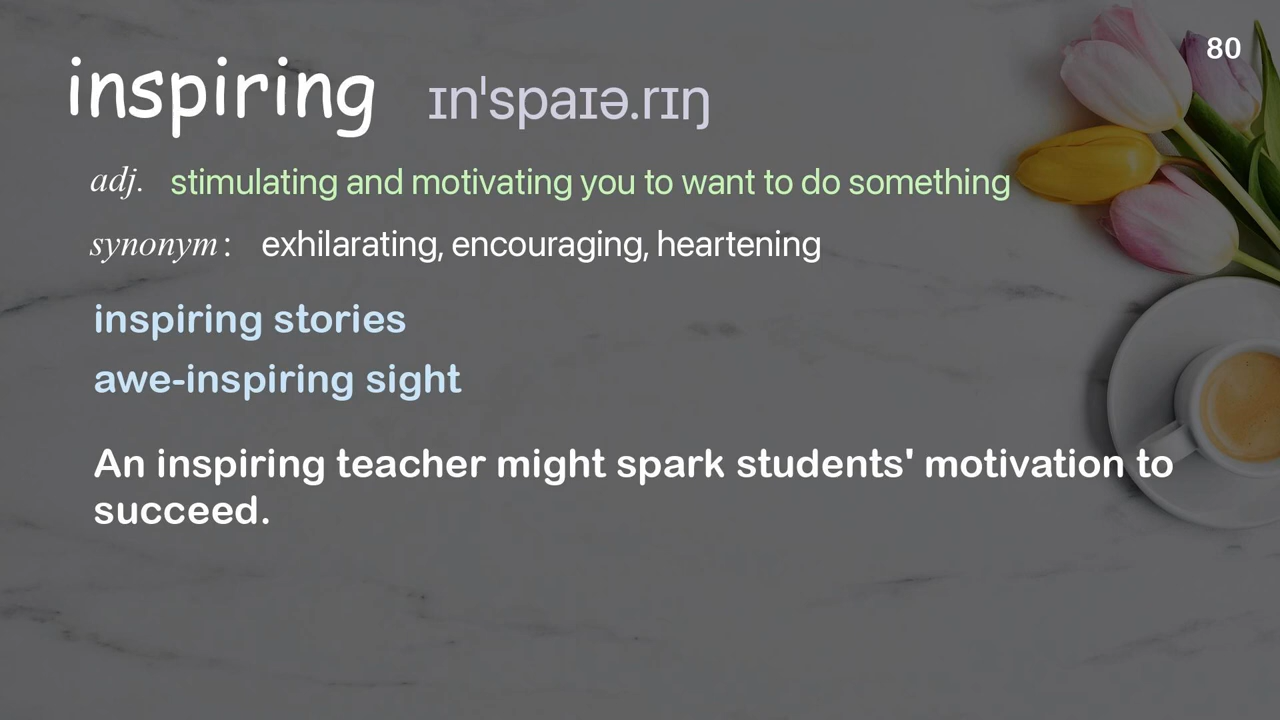 80
inspiring ɪnˈspaɪə.rɪŋ
adj. stimulating and motivating you to want to do something
synonym : exhilarating, encouraging, heartening
inspiring stories
awe-inspiring sight
An inspiring teacher might spark students' motivation to
succeed.